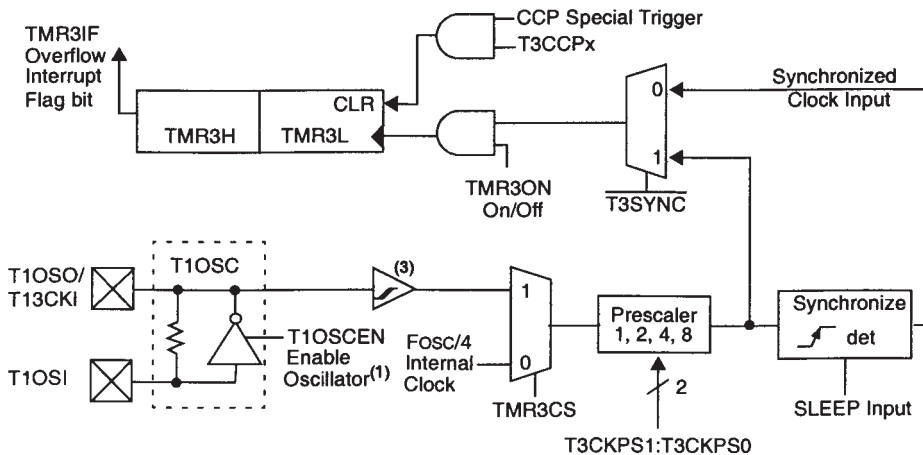 TMR3IF
Overflow
Interrupt
Flag bit
CCP Special Trigger
T3CCPx
CLR
TMR3H
TMR3L
TMR3ON
On/Off
0
1
T3SYNC
Synchronized
Clock Input
T1OSO/
T13CKI
T1OSI
T1OSC
T1OSCEN
Enable
Oscillator(1)
(3)
FOSC/4
Internal
Clock
1
0
TMR3CS
Prescaler
1, 2, 4, 8
2
T3CKPS1:T3CKPS0
Synchronize
det
SLEEP Input